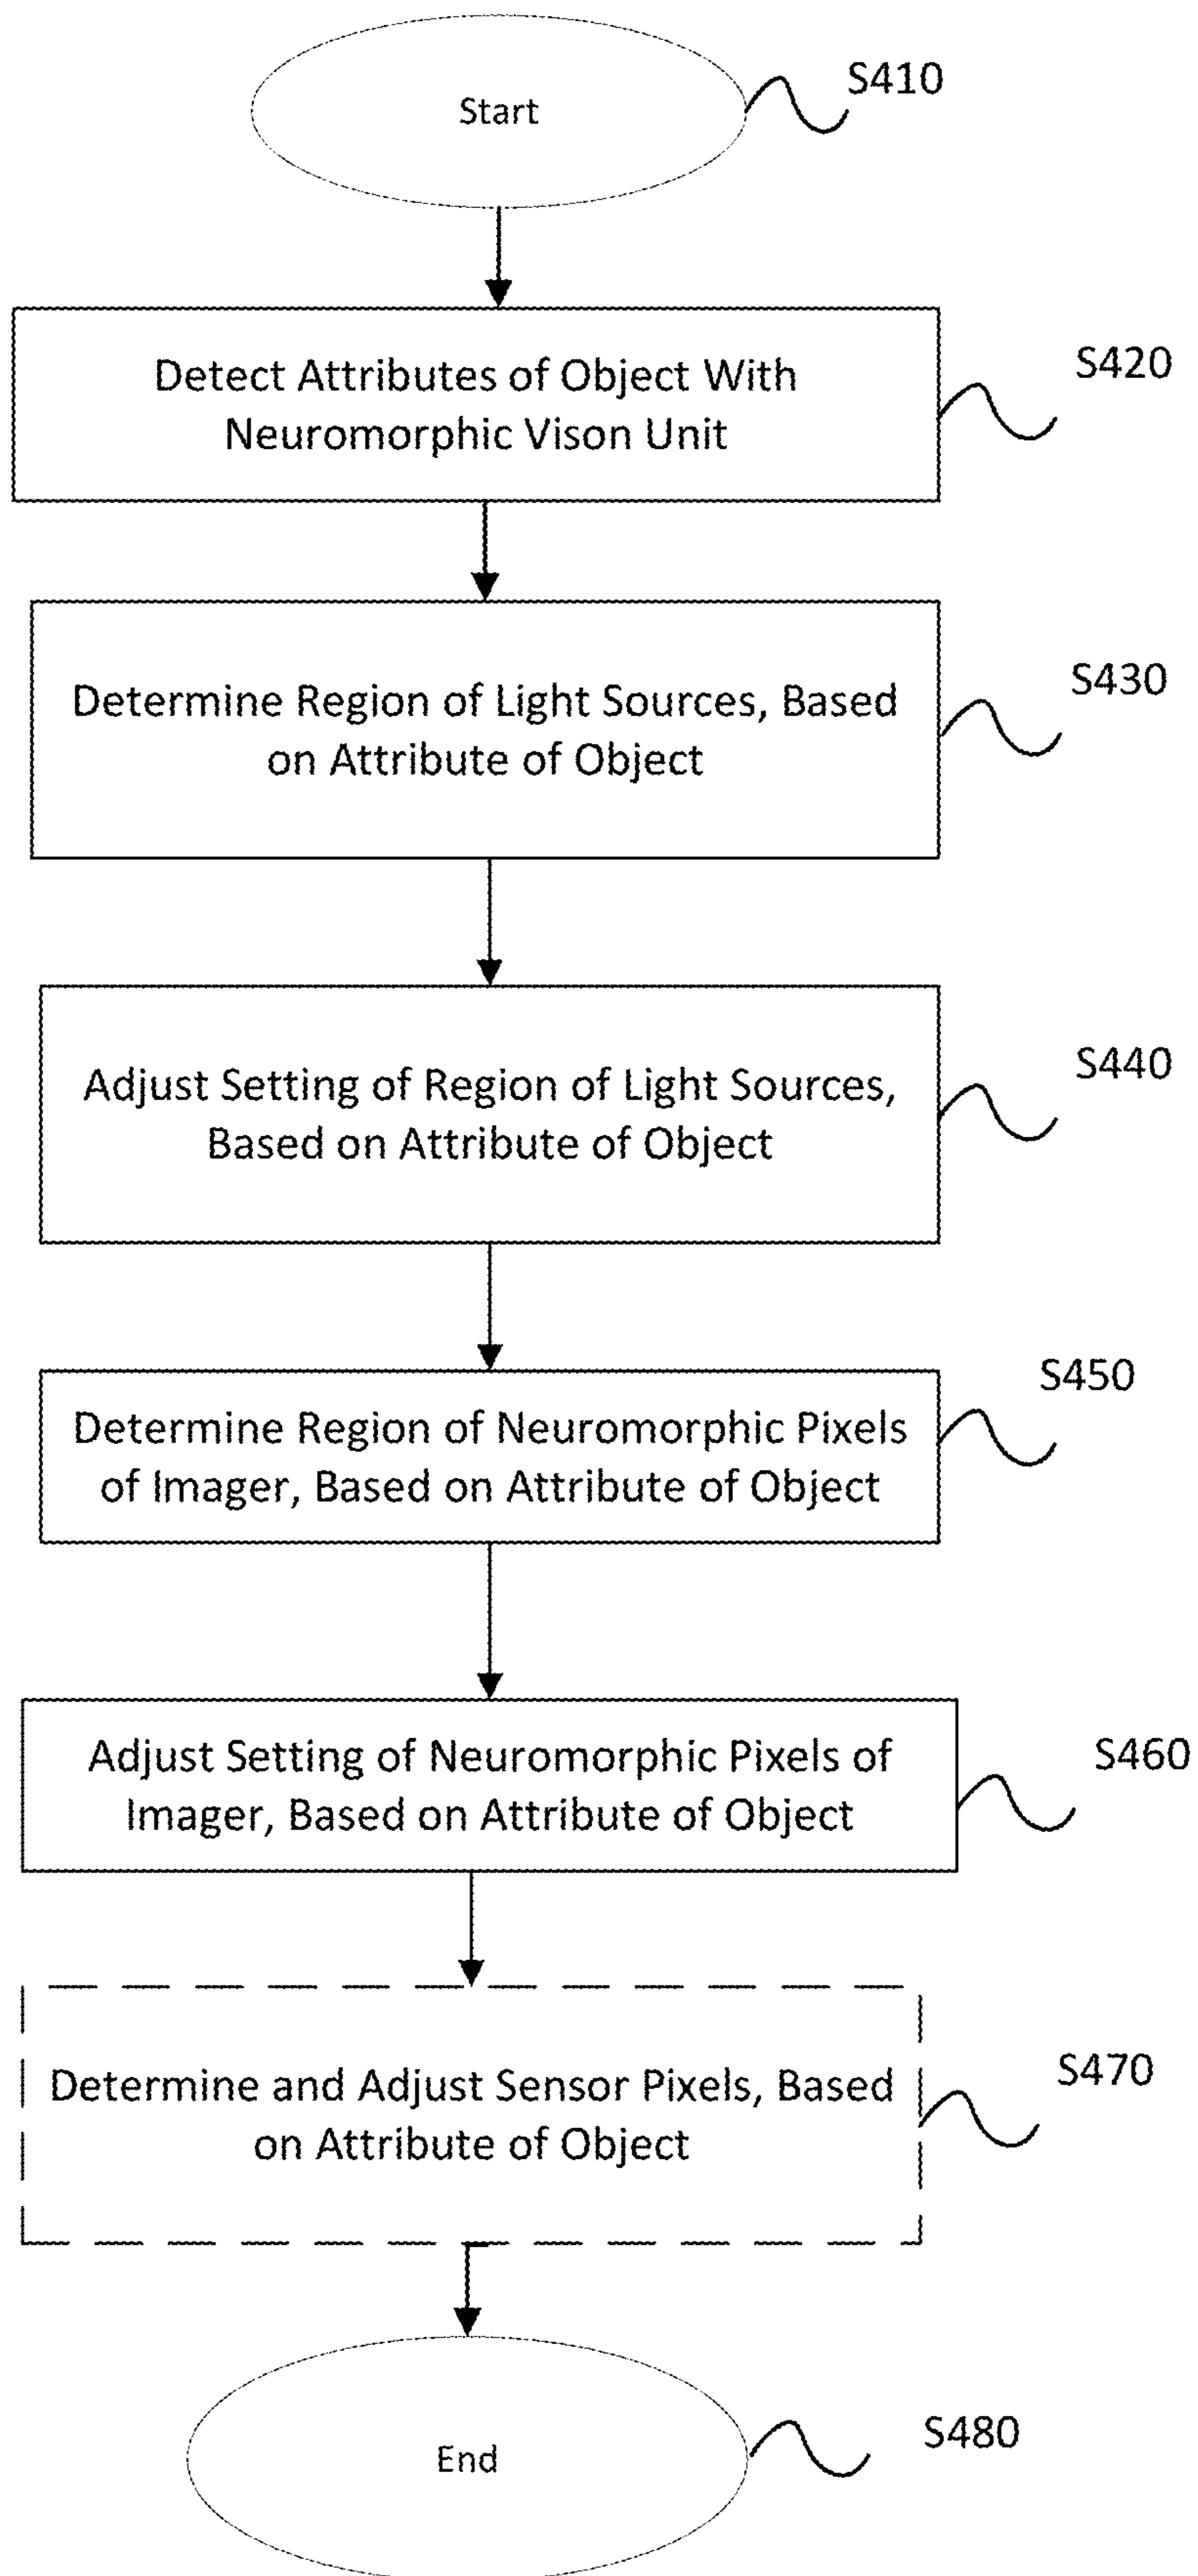 Start
S410
Detect Attributes of Object With
Neuromorphic Vison Unit
S420
Determine Region of Light Sources, Based
on Attribute of Object
S430
Adjust Setting of Region of Light Sources,
Based on Attribute of Object
S440
Determine Region of Neuromorphic Pixels
of Imager, Based on Attribute of Object
S450
Adjust Setting of Neuromorphic Pixels of
Imager, Based on Attribute of Object
S460
Determine and Adjust Sensor Pixels, Based
on Attribute of Object
S470
End
S480